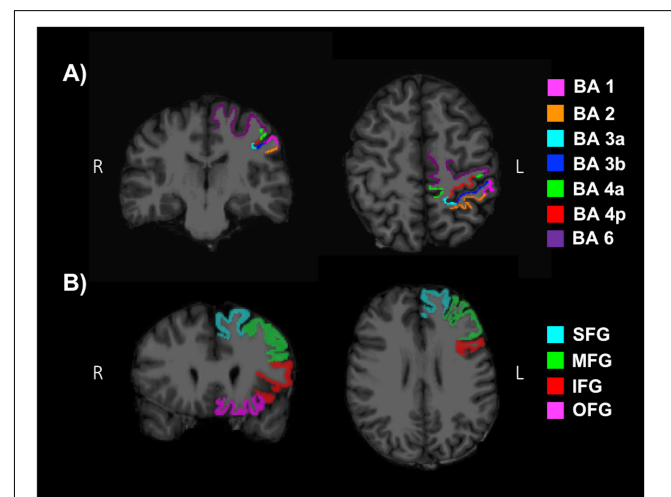 A)
R
L
BA 1
BA 2
BA 3a
BA 3b
BA 4a
BA 4p
BA 6
B)
R
L
SFG
MFG
IFG
OFG